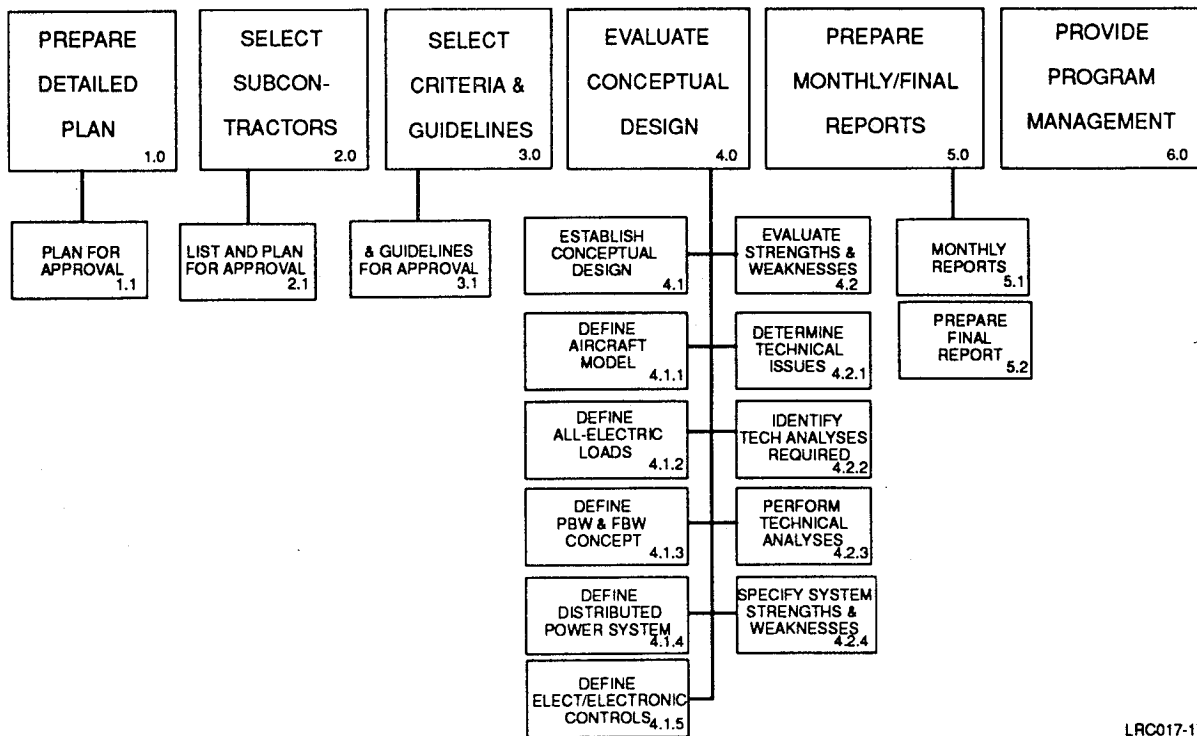 PREPARE
DETAILED
PLAN
1.0
SELECT
SUBCON-
TRACTORS
2.0
SELECT
CRITERIA &
GUIDELINES
3.0
EVALUATE
CONCEPTUAL
DESIGN
4.0
PREPARE
MONTHLY/FINAL
REPORTS
5.0
PROVIDE
PROGRAM
MANAGEMENT
6.0
PLAN FOR
APPROVAL
1.1
LIST AND PLAN
FOR APPROVAL
2.1
& GUIDELINES
FOR APPROVAL
3.1
ESTABLISH
CONCEPTUAL
DESIGN
4.1
EVALUATE
STRENGTHS &
WEAKNESSES
4.2
MONTHLY
REPORTS
5.1
DEFINE
AIRCRAFT
MODEL
4.1.1
DETERMINE
TECHNICAL
ISSUES
4.2.1
PREPARE
FINAL
REPORT
5.2
DEFINE
ALL-ELECTRIC
LOADS
4.1.2
IDENTIFY
TECH ANALYSES
REQUIRED
4.2.2
DEFINE
PBW & FBW
CONCEPT
4.1.3
PERFORM
TECHNICAL
ANALYSES
4.2.3
DEFINE
DISTRIBUTED
POWER SYSTEM
4.1.4
SPECIFY SYSTEM
STRENGTHS &
WEAKNESSES
4.2.4
DEFINE
ELECT/ELECTRONIC
CONTROLS
4.1.5